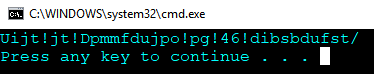 C:\WINDOWS\system32\cmd.exe
Uijt!jt!Dpmmfdujpo!pg!46!dibsbdufst/
Press any key to continue . . .